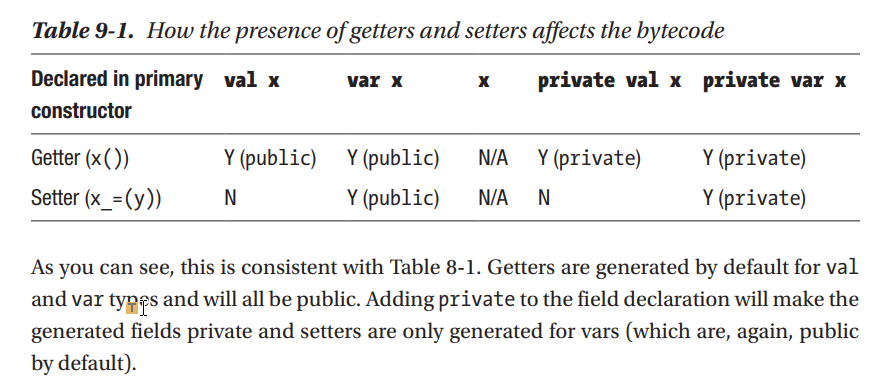 Table 9-1. How the presence of getters and setters affects the bytecode
Declared in primary constructor val x var x x private val x private var x
Getter (x()) Y (public) Y (public) N/A Y (private) Y (private)
Setter (x_=(y)) N Y (public) N/A N Y (private)
As you can see, this is consistent with Table 8-1. Getters are generated by default for val
and var types and will all be public. Adding private to the field declaration will make the
generated fields private and setters are only generated for vars (which are, again, public
by default).